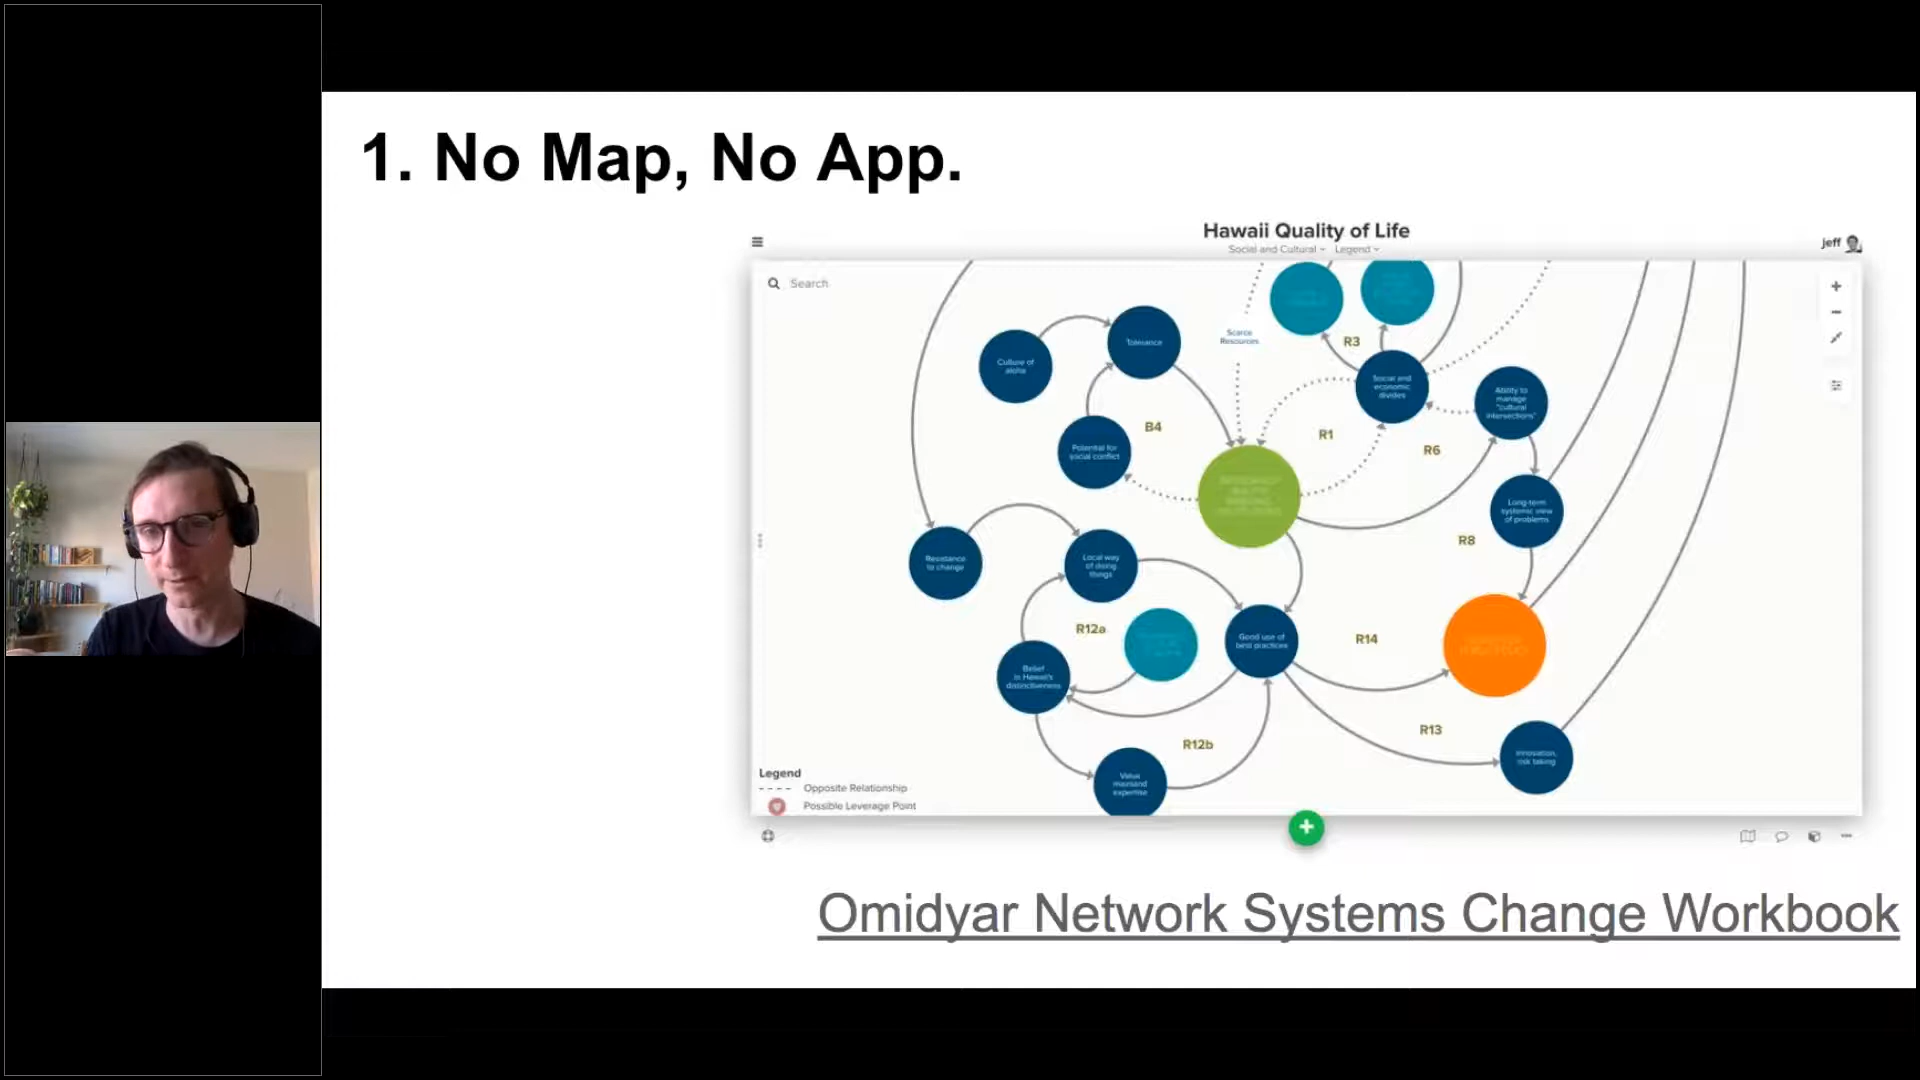 1. No Map, No App.
Hawaii Quality of Life
Social and Cultural
Legend
jeff
Search
Scarce
Resources
R3
Tolerance
Culture of
aloha
Social and
economic
divides
Ability to
manage
"cultural
intersections"
B4
R1
R6
Potential for
social conflict
Long-term
systemic view
of problems
R8
Resistance
to change
Local way
of doing
things
R12a
Good use of
best practices
R14
Belief
in Hawaii's
distinctiveness
R13
R12b
Innovation,
risk taking
Value
mainland
expertise
Legend
Opposite Relationship
Possible Leverage Point
Omidyar Network Systems Change Workbook